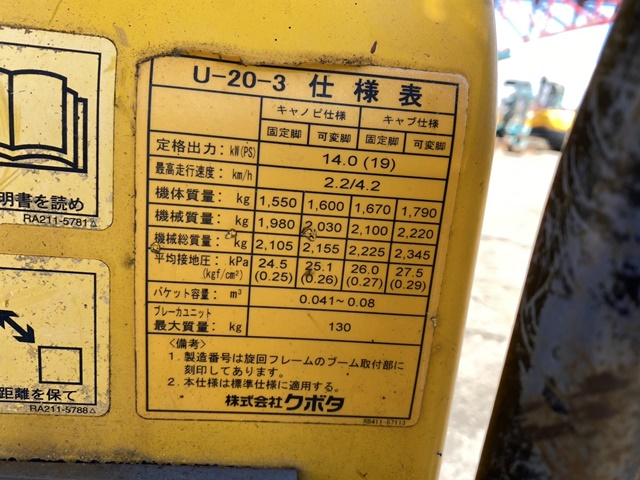 U-20-3 仕様表
キャノピ仕様 キャブ仕様
固定脚 可変脚 固定脚 可変脚
定格出力: kW(PS) 14.0 (19)
最高走行速度: km/h 2.2/4.2
機体質量: kg 1,550 1,600 1,670 1,790
機械質量: kg 1,980 2,030 2,100 2,220
機械総質量: kg 2,105 2,155 2,225 2,345
平均接地圧: kPa 24.5 25.1 26.0 27.5
(kgf/cm²) (0.25) (0.26) (0.27) (0.29)
バケット容量: m³ 0.041~0.08
ブレーカユニット
最大質量: kg 130
〈備考〉
1. 製造番号は旋回フレームのブーム取付部に
刻印してあります。
2. 本仕様は標準仕様に適用する。
株式会社クボタ
明書を読め
RA211-5781
距離を保て
RA211-5788